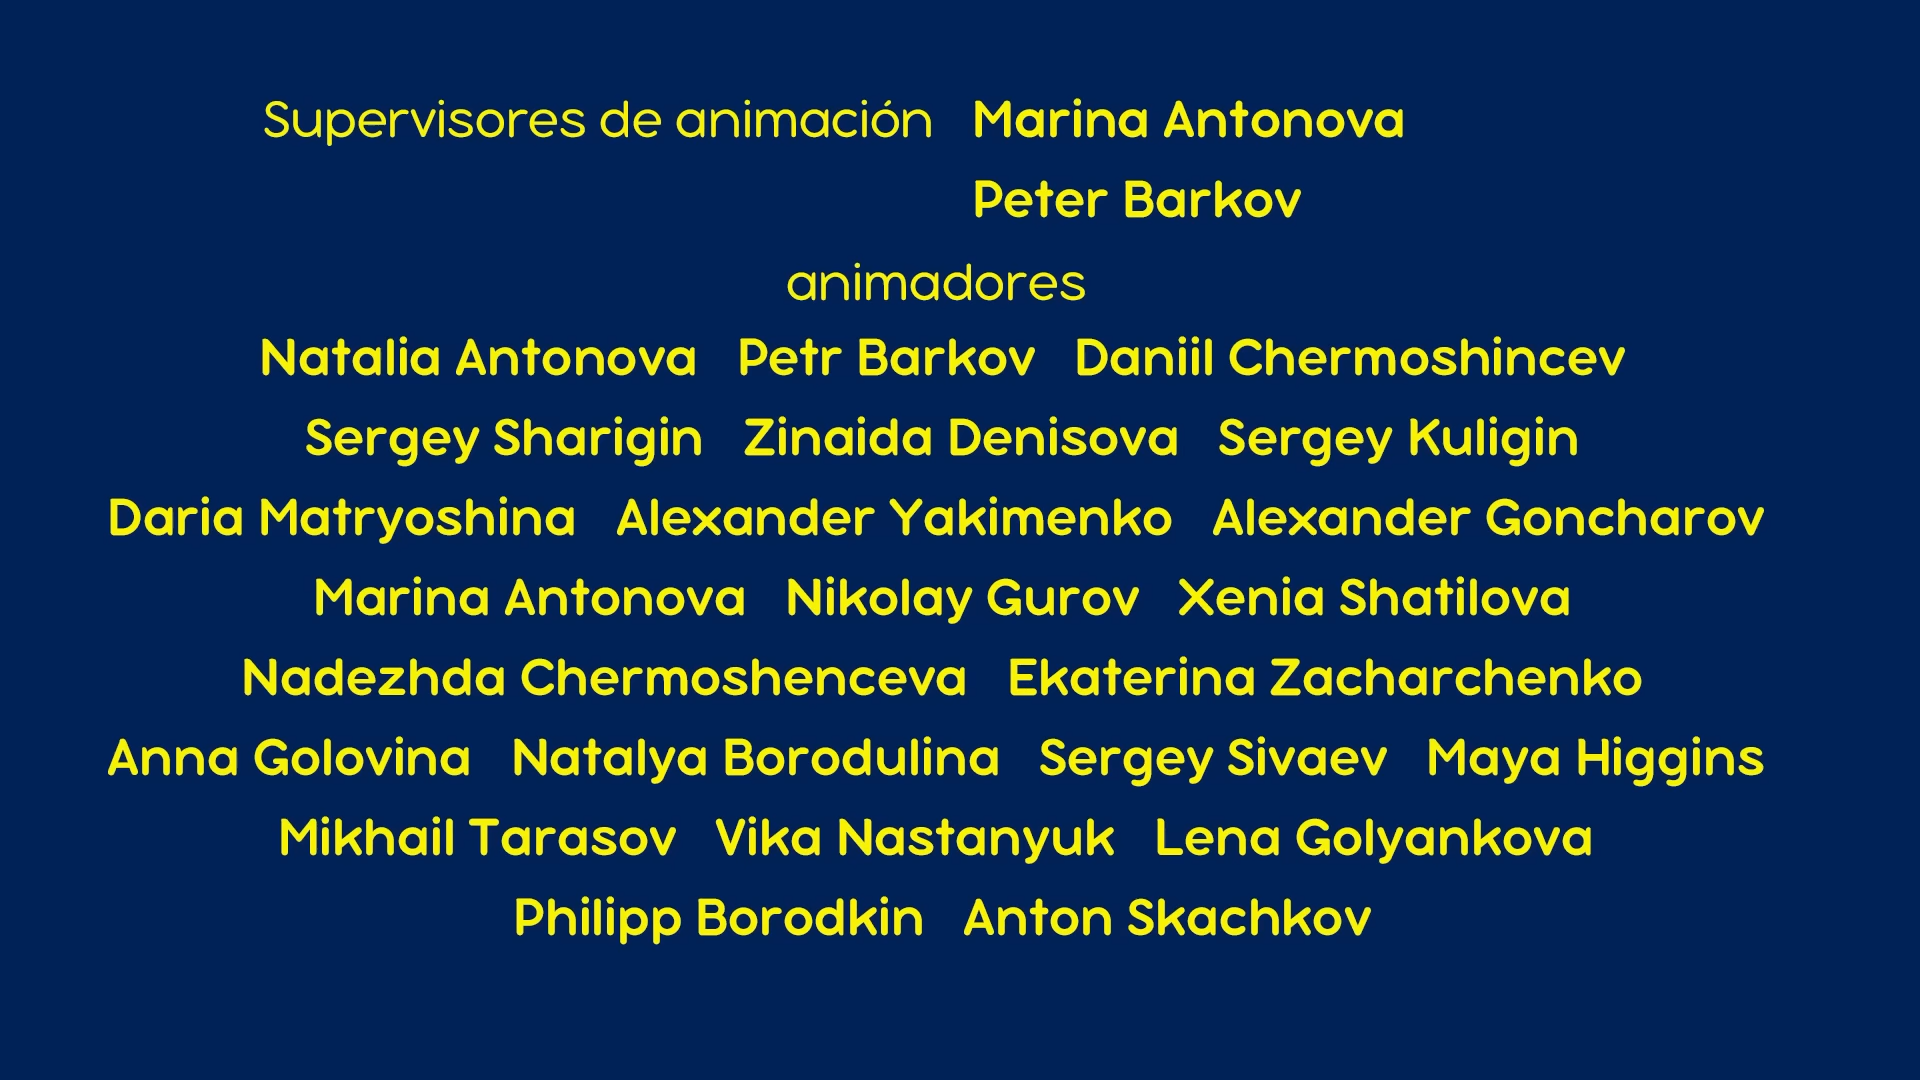 Supervisores de animación Marina Antonova
Peter Barkov
animadores
Natalia Antonova Petr Barkov Daniil Chermoshincev
Sergey Sharigin Zinaida Denisova Sergey Kuligin
Daria Matryoshina Alexander Yakimenko Alexander Goncharov
Marina Antonova Nikolay Gurov Xenia Shatilova
Nadezhda Chermoshenceva Ekaterina Zacharchenko
Anna Golovina Natalya Borodulina Sergey Sivaev Maya Higgins
Mikhail Tarasov Vika Nastanyuk Lena Golyankova
Philipp Borodkin Anton Skachkov